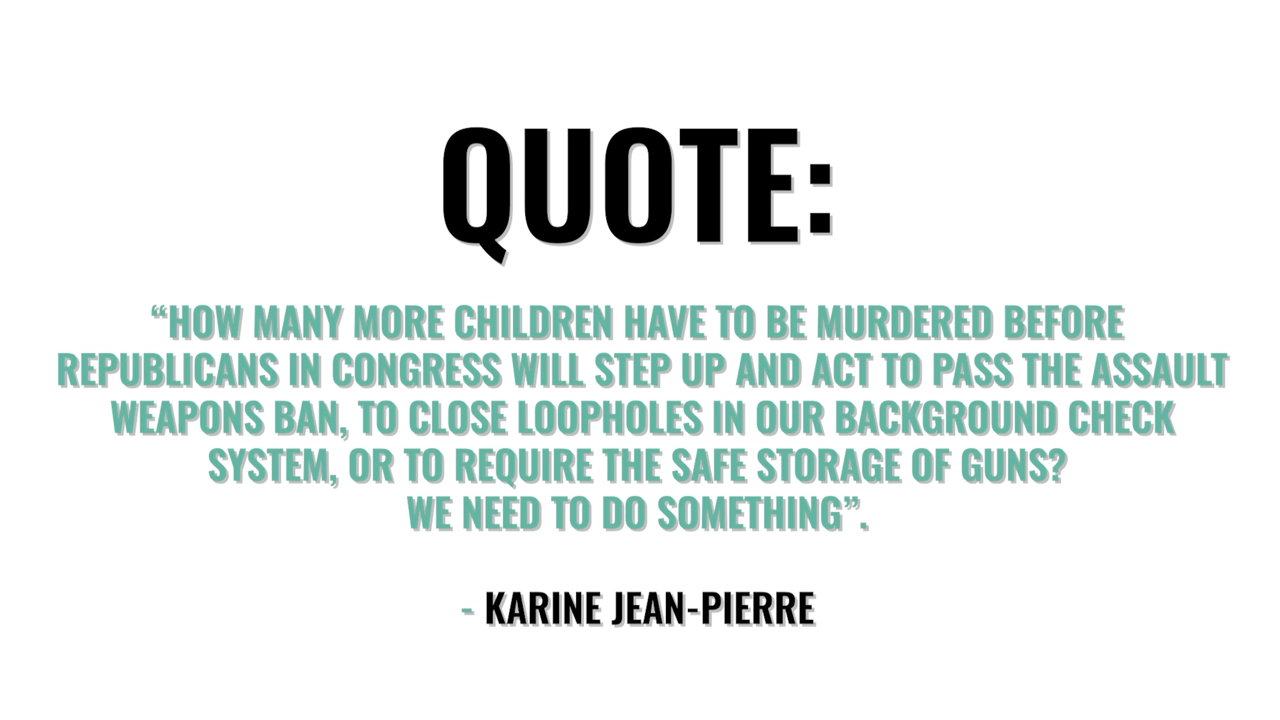 QUOTE:
“HOW MANY MORE CHILDREN HAVE TO BE MURDERED BEFORE
REPUBLICANS IN CONGRESS WILL STEP UP AND ACT TO PASS THE ASSAULT
WEAPONS BAN, TO CLOSE LOOPHOLES IN OUR BACKGROUND CHECK
SYSTEM, OR TO REQUIRE THE SAFE STORAGE OF GUNS?
WE NEED TO DO SOMETHING”.
- KARINE JEAN-PIERRE